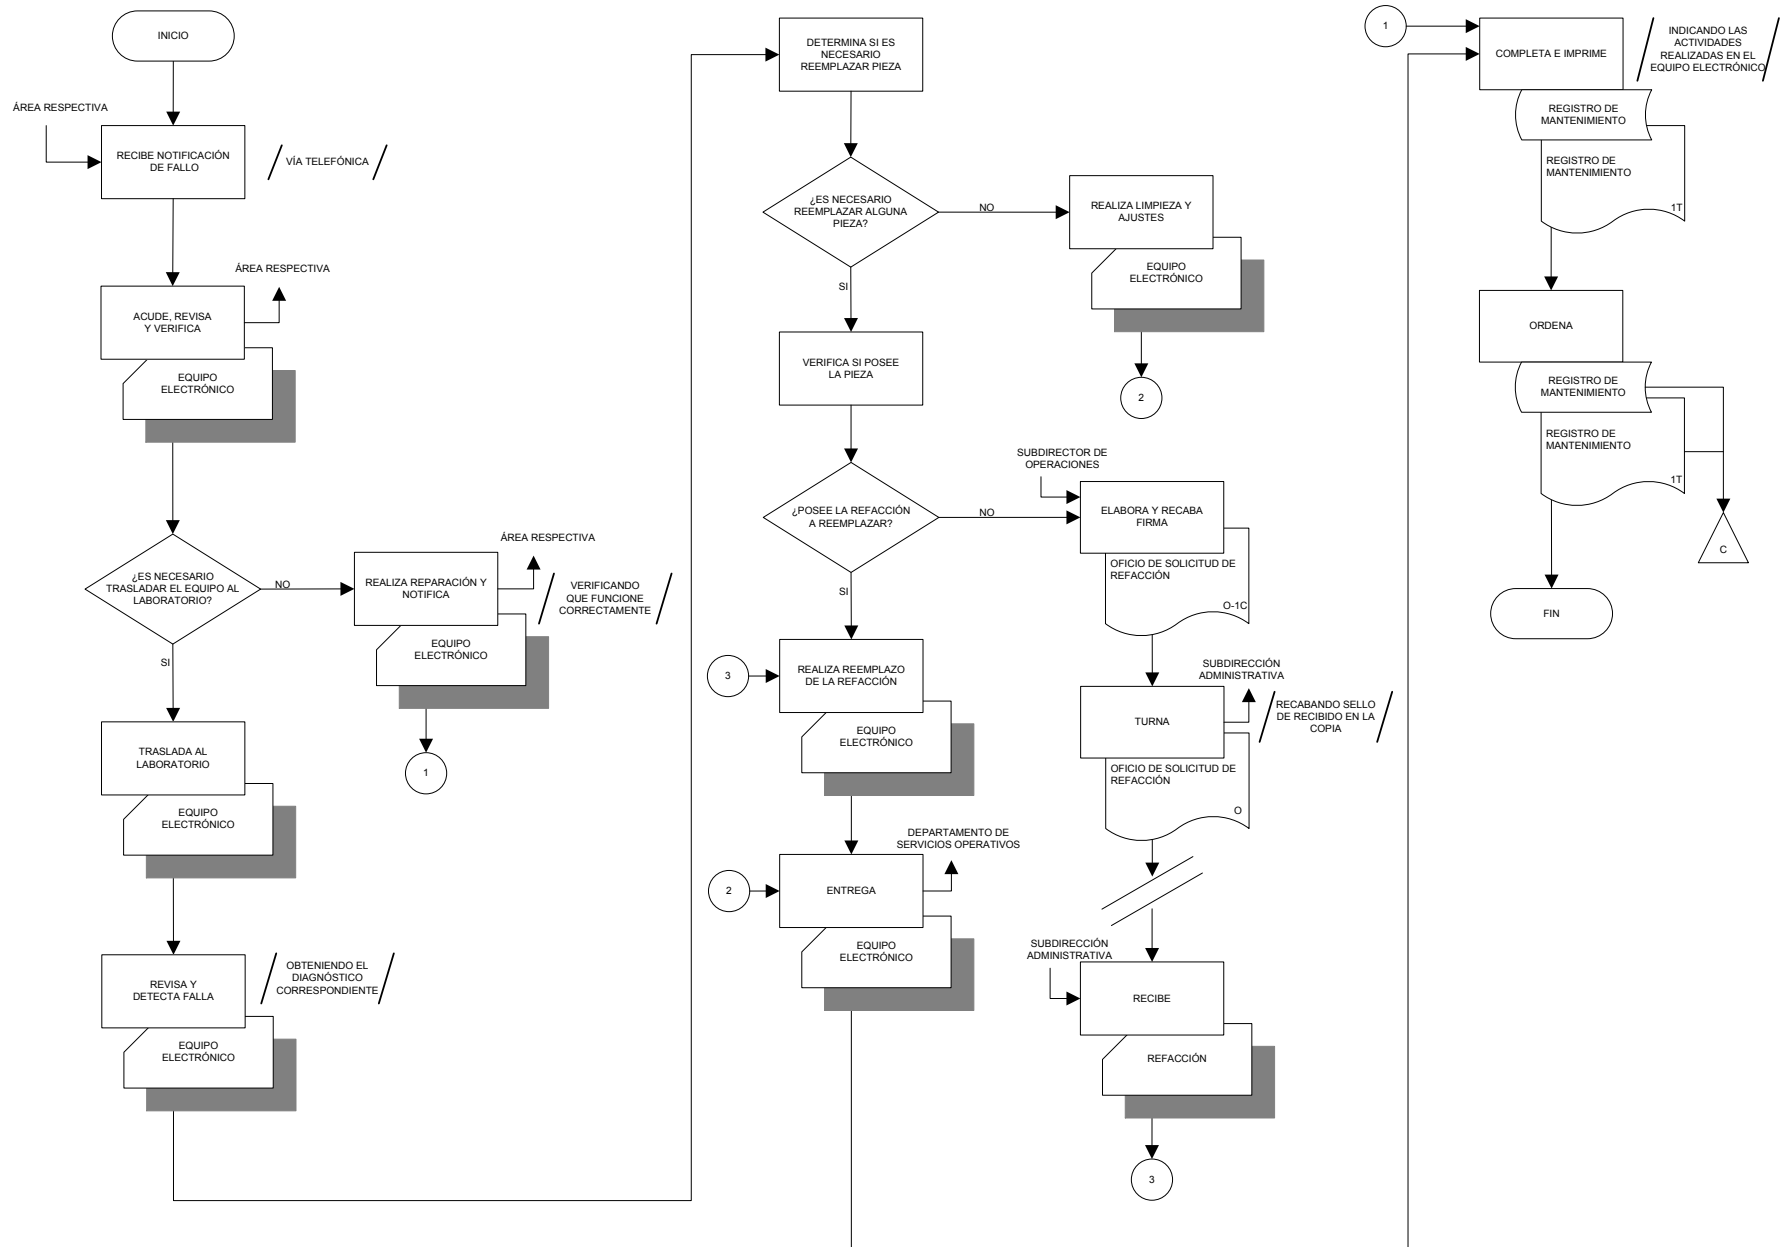 INICIO
ÁREA RESPECTIVA
RECIBE NOTIFICACIÓN
DE FALLO
VÍA TELEFÓNICA
ÁREA RESPECTIVA
ACUDE, REVISA
Y VERIFICA
EQUIPO
ELECTRÓNICO
¿ES NECESARIO
TRASLADAR EL EQUIPO AL
LABORATORIO?
NO
SI
ÁREA RESPECTIVA
REALIZA REPARACIÓN Y
NOTIFICA
VERIFICANDO
QUE FUNCIONE
CORRECTAMENTE
EQUIPO
ELECTRÓNICO
1
TRASLADA AL
LABORATORIO
EQUIPO
ELECTRÓNICO
REVISA Y
DETECTA FALLA
OBTENIENDO EL
DIAGNÓSTICO
CORRESPONDIENTE
EQUIPO
ELECTRÓNICO
DETERMINA SI ES
NECESARIO
REEMPLAZAR PIEZA
¿ES NECESARIO
REEMPLAZAR ALGUNA
PIEZA?
NO
SI
REALIZA LIMPIEZA Y
AJUSTES
EQUIPO
ELECTRÓNICO
2
VERIFICA SI POSEE
LA PIEZA
¿POSEE LA REFACCIÓN
A REEMPLAZAR?
NO
SI
SUBDIRECTOR DE
OPERACIONES
ELABORA Y RECABA
FIRMA
OFICIO DE SOLICITUD DE
REFACCIÓN
O-1C
3
REALIZA REEMPLAZO
DE LA REFACCIÓN
EQUIPO
ELECTRÓNICO
SUBDIRECCIÓN
ADMINISTRATIVA
TURNA
RECABANDO SELLO
DE RECIBIDO EN LA
COPIA
OFICIO DE SOLICITUD DE
REFACCIÓN
O
DEPARTAMENTO DE
SERVICIOS OPERATIVOS
2
ENTREGA
EQUIPO
ELECTRÓNICO
SUBDIRECCIÓN
ADMINISTRATIVA
RECIBE
REFACCIÓN
3
1
COMPLETA E IMPRIME
INDICANDO LAS
ACTIVIDADES
REALIZADAS EN EL
EQUIPO ELECTRÓNICO
REGISTRO DE
MANTENIMIENTO
REGISTRO DE
MANTENIMIENTO
1T
ORDENA
REGISTRO DE
MANTENIMIENTO
REGISTRO DE
MANTENIMIENTO
1T
C
FIN